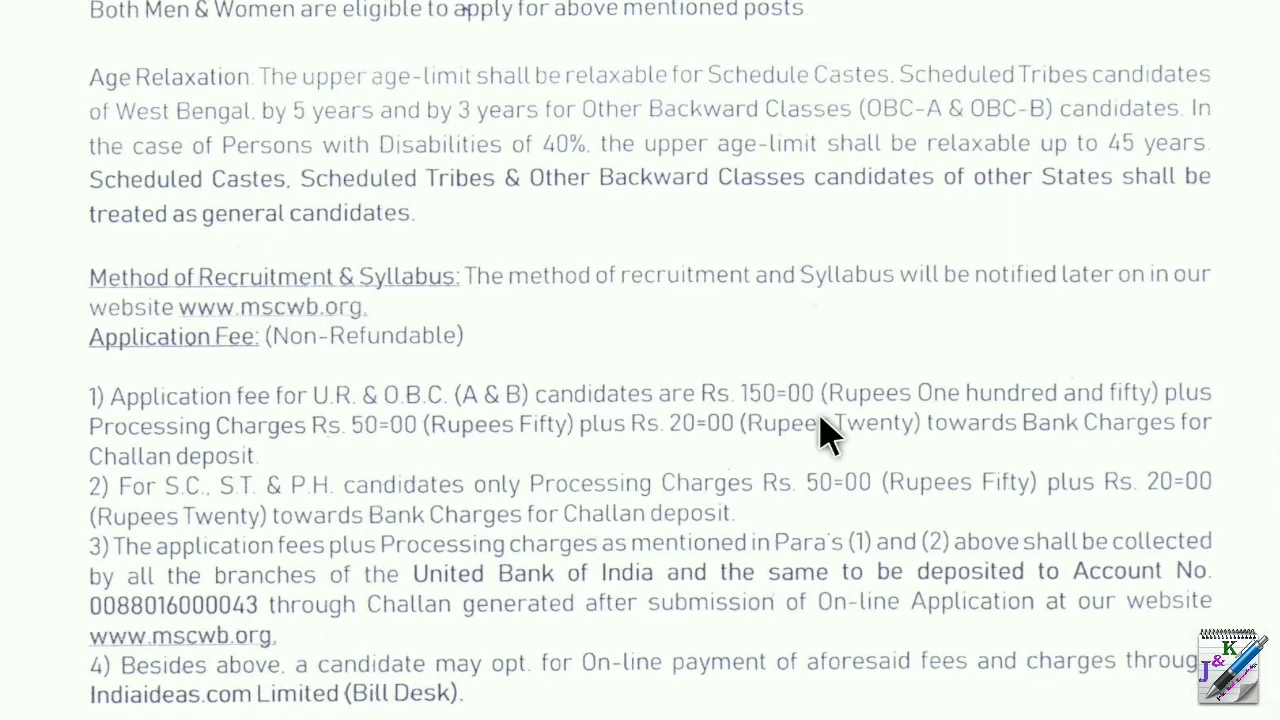 Both Men & Women are eligible to apply for above mentioned posts.
Age Relaxation: The upper age-limit shall be relaxable for Schedule Castes, Scheduled Tribes candidates
of West Bengal, by 5 years and by 3 years for Other Backward Classes (OBC-A & OBC-B) candidates. In
the case of Persons with Disabilities of 40%, the upper age-limit shall be relaxable up to 45 years.
Scheduled Castes, Scheduled Tribes & Other Backward Classes candidates of other States shall be
treated as general candidates.
Method of Recruitment & Syllabus: The method of recruitment and Syllabus will be notified later on in our
website www.mscwb.org.
Application Fee: (Non-Refundable)
1) Application fee for U.R. & O.B.C. (A & B) candidates are Rs. 150=00 (Rupees One hundred and fifty) plus
Processing Charges Rs. 50=00 (Rupees Fifty) plus Rs. 20=00 (Rupees Twenty) towards Bank Charges for
Challan deposit.
2) For S.C., S.T. & P.H. candidates only Processing Charges Rs. 50=00 (Rupees Fifty) plus Rs. 20=00
(Rupees Twenty) towards Bank Charges for Challan deposit.
3) The application fees plus Processing charges as mentioned in Para's (1) and (2) above shall be collected
by all the branches of the United Bank of India and the same to be deposited to Account No.
0088016000043 through Challan generated after submission of On-line Application at our website
www.mscwb.org.
4) Besides above, a candidate may opt. for On-line payment of aforesaid fees and charges through
Indiaideas.com Limited (Bill Desk).
J&K